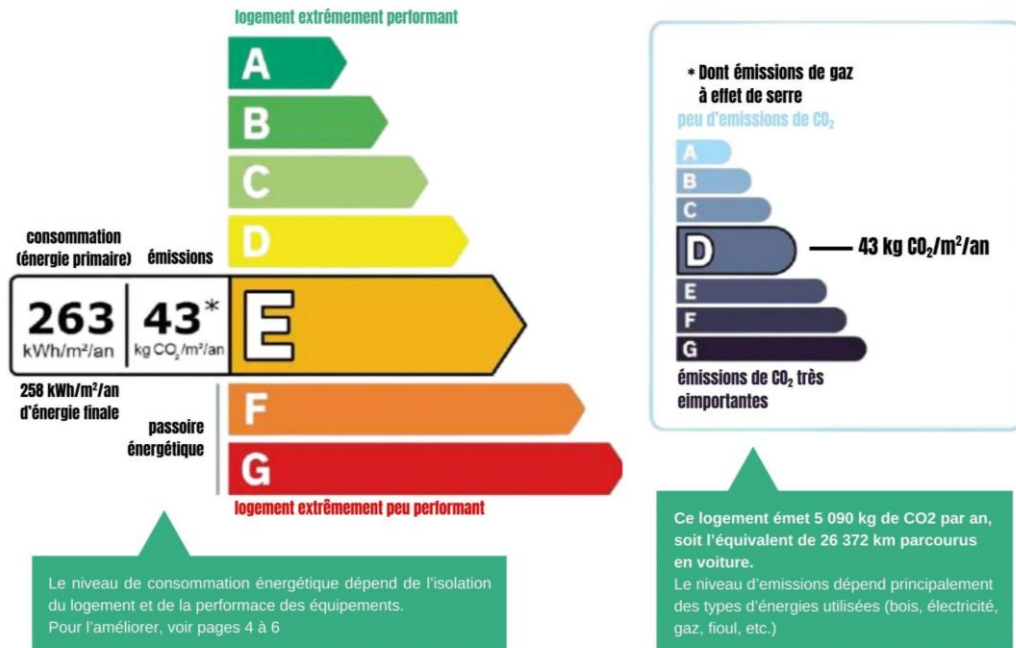 logement extrémement performant
A
B
C
D
consommation
(énergie primaire)
émissions
263
kWh/m²/an
43*
kg CO₂/m²/an
E
258 kWh/m²/an
d'énergie finale
passoire
énergétique
F
G
logement extrêmement peu performant
Le niveau de consommation énergétique dépend de l'isolation
du logement et de la performace des équipements.
Pour l'améliorer, voir pages 4 à 6
* Dont émissions de gaz
à effet de serre
peu d'emissions de CO₂
A
B
C
D
43 kg CO₂/m²/an
E
F
G
émissions de CO₂ très
eimportantes
Ce logement émet 5 090 kg de CO2 par an,
soit l'équivalent de 26 372 km parcourus
en voiture.
Le niveau d'emissions dépend principalement
des types d'énergies utilisées (bois, électricité,
gaz, fioul, etc.)